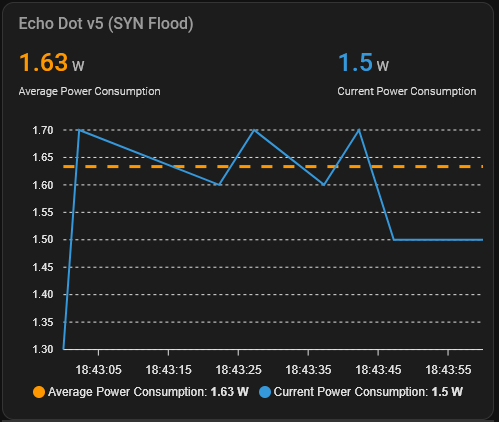 Echo Dot v5 (SYN Flood)
1.63 W 1.5 W
Average Power Consumption Current Power Consumption
1.70
1.65
1.60
1.55
1.50
1.45
1.40
1.35
1.30
18:43:05 18:43:15 18:43:25 18:43:35 18:43:45 18:43:55
Average Power Consumption: 1.63 W Current Power Consumption: 1.5 W